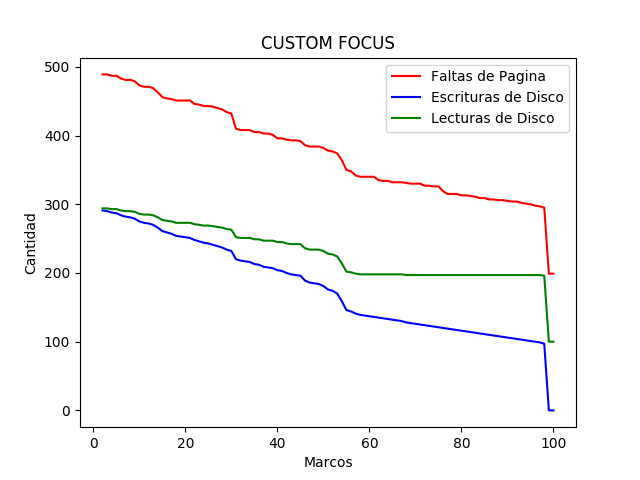 CUSTOM FOCUS
Faltas de Pagina
Escrituras de Disco
Lecturas de Disco
Cantidad
500
400
300
200
100
0
0 20 40 60 80 100
Marcos